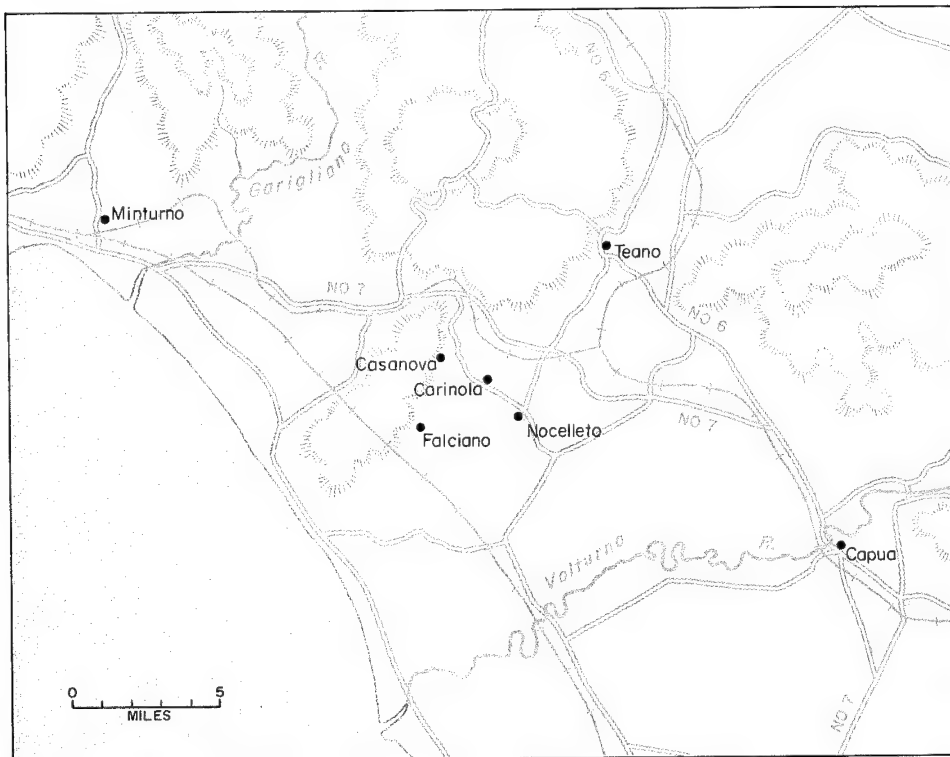 NO 6
R.
Garigliano
Minturno
Teano
NO 7
NO 6
Casanova
Carinola
Nocelleto
NO 7
Falciano
Volturno
R.
Capua
0 5
MILES
NO 7